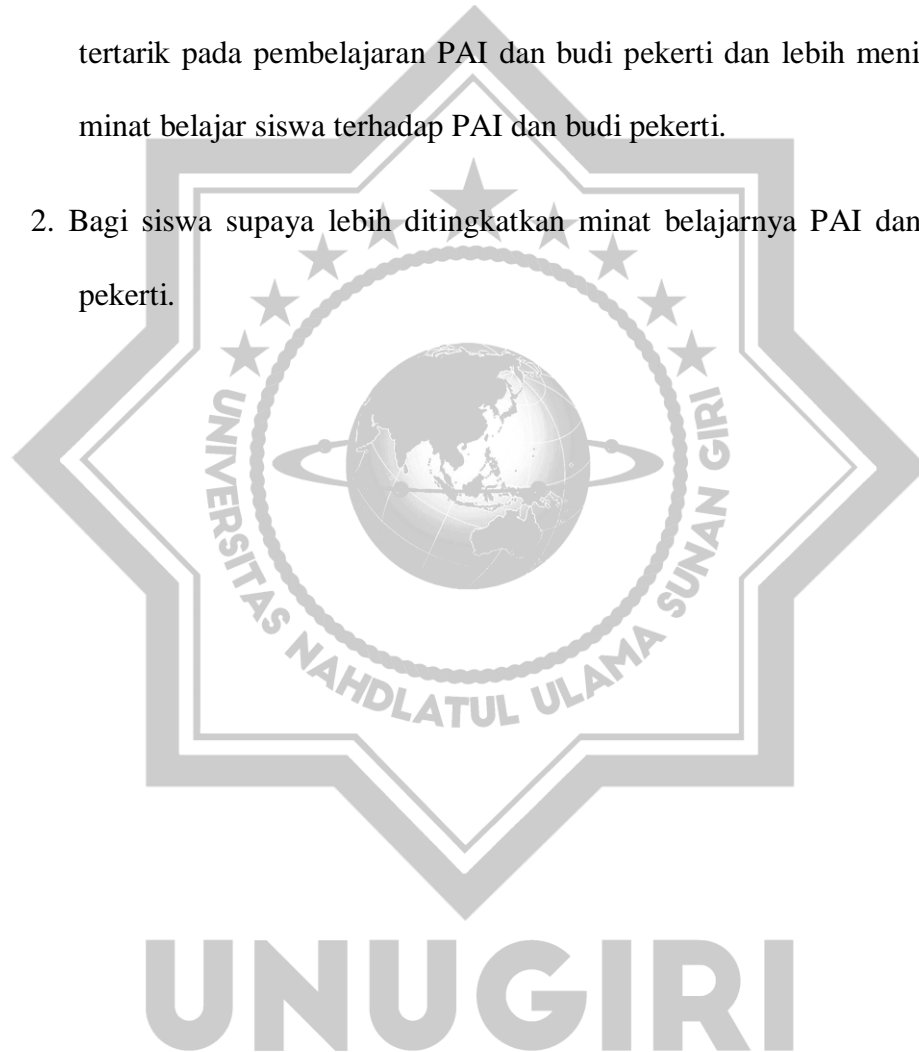 tertarik pada pembelajaran PAI dan budi pekerti dan lebih meni
minat belajar siswa terhadap PAI dan budi pekerti.
2. Bagi siswa supaya lebih ditingkatkan minat belajarnya PAI dan
pekerti.
UNIVERSITAS NAHDLATUL ULAMA SUNAN GIRI
UNUGIRI